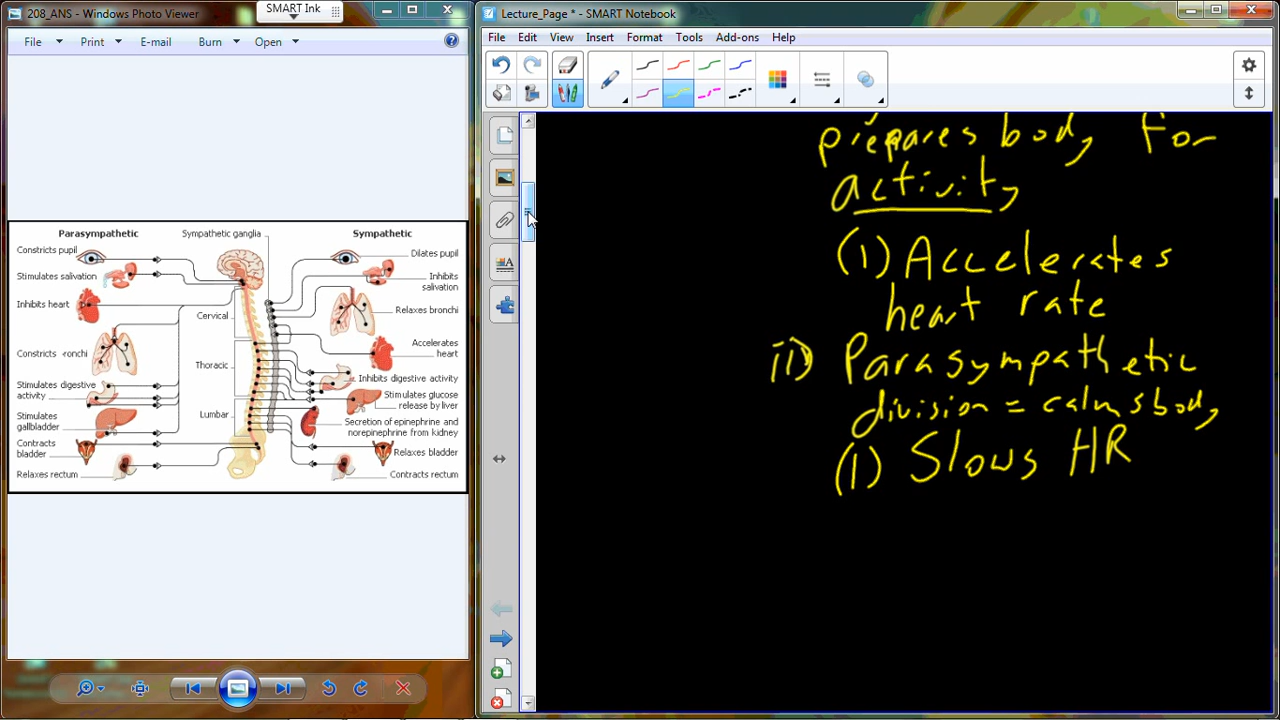 208_ANS - Windows Photo Viewer
SMART Ink
File Print E-mail Burn Open
Parasympathetic
Sympathetic ganglia
Sympathetic
Constricts pupil
Stimulates salivation
Inhibits heart
Constricts ronchi
Stimulates digestive
activity
Stimulates
gallbladder
Contracts
bladder
Relaxes rectum
Cervical
Thoracic
Lumbar
Dilates pupil
Inhibits
salivation
Relaxes bronchi
Accelerates
heart
Inhibits digestive activity
Stimulates glucose
release by liver
Secretion of epinephrine and
norepinephrine from kidney
Relaxes bladder
Contracts rectum
Lecture_Page * - SMART Notebook
File Edit View Insert Format Tools Add-ons Help
prepares body for
activity
(1) Accelerates
heart rate
ii) Parasympathetic
division = calms body
(1) Slows HR